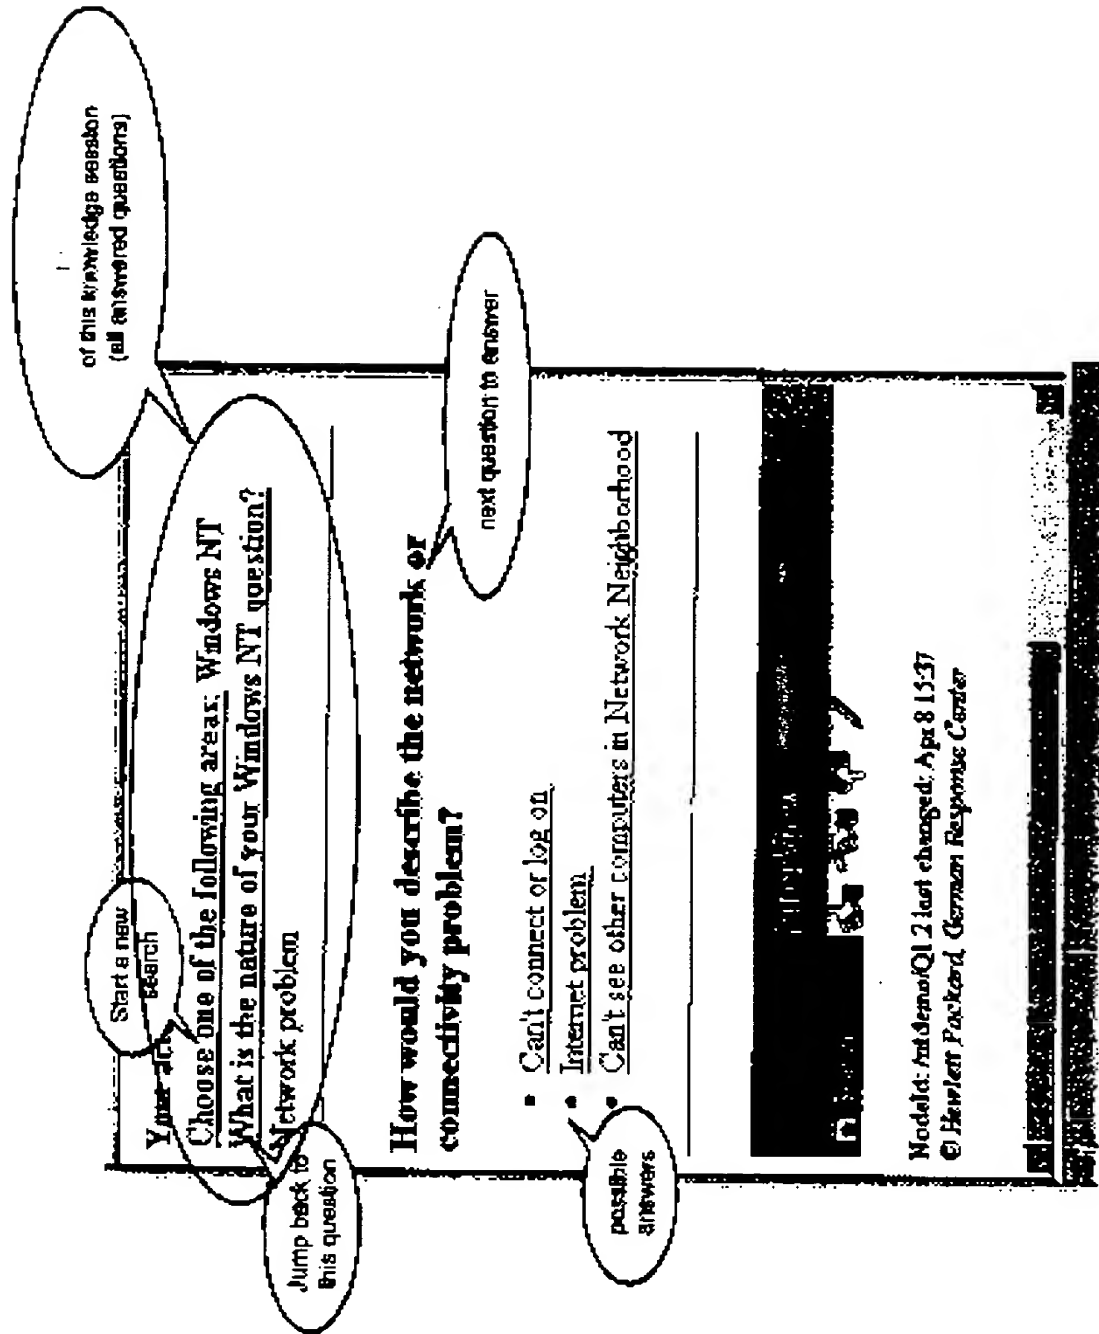 of this knowledge session
(all answered questions)
Start a new
search
Your
Choose one of the following areas: Windows NT
What is the nature of your Windows NT question?
Network problem
Jump back to
this question
How would you describe the network or
connectivity problem?
next question to answer
Can't connect or log on
Internet problem
Can't see other computers in Network Neighborhood
possible
answers
NodeId: /ntdemo/Q1.2 last changed: Apr 8 15:37
© Hewlett Packard, German Response Center